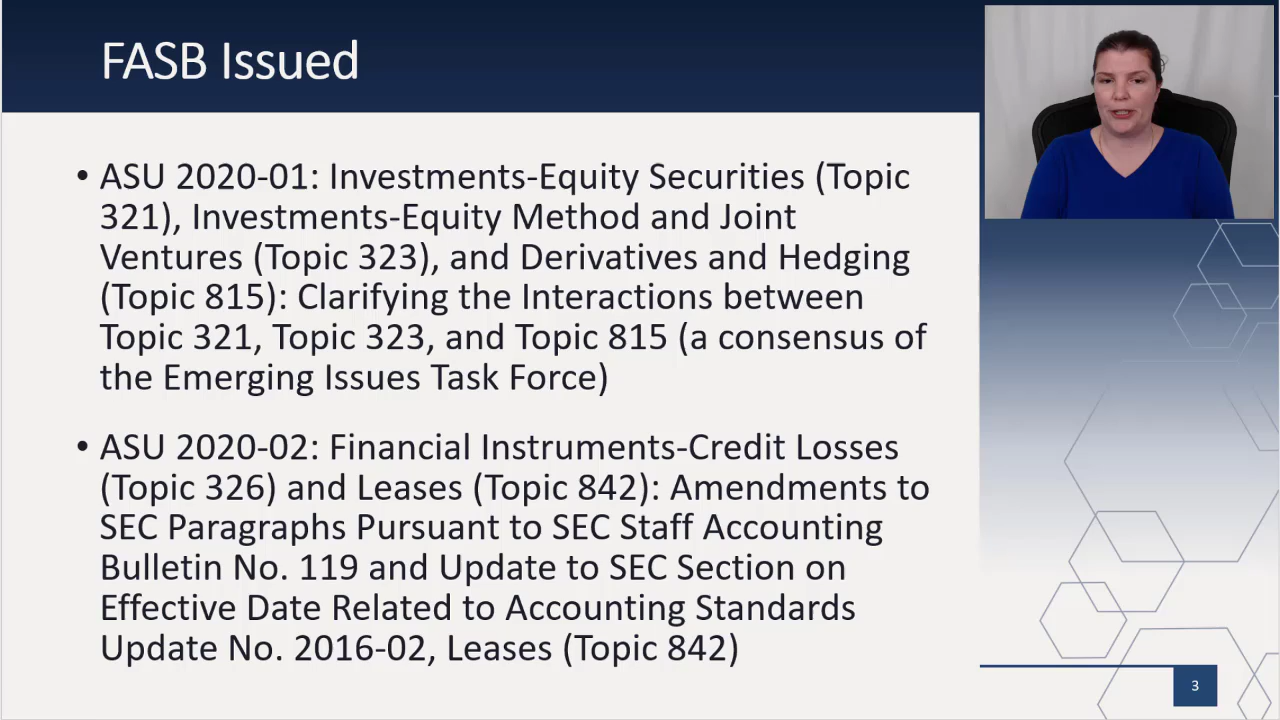 FASB Issued
• ASU 2020-01: Investments-Equity Securities (Topic
321), Investments-Equity Method and Joint
Ventures (Topic 323), and Derivatives and Hedging
(Topic 815): Clarifying the Interactions between
Topic 321, Topic 323, and Topic 815 (a consensus of
the Emerging Issues Task Force)
• ASU 2020-02: Financial Instruments-Credit Losses
(Topic 326) and Leases (Topic 842): Amendments to
SEC Paragraphs Pursuant to SEC Staff Accounting
Bulletin No. 119 and Update to SEC Section on
Effective Date Related to Accounting Standards
Update No. 2016-02, Leases (Topic 842)
3